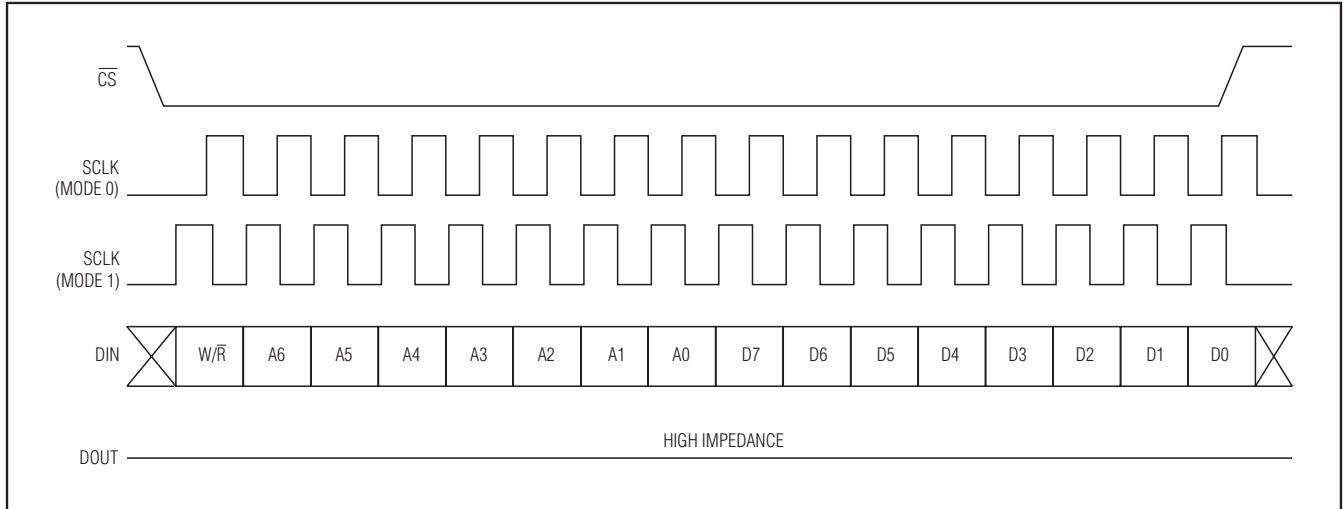 C̅S̅
SCLK
(MODE 0)
SCLK
(MODE 1)
DIN W/R̅ A6 A5 A4 A3 A2 A1 A0 D7 D6 D5 D4 D3 D2 D1 D0
HIGH IMPEDANCE
DOUT